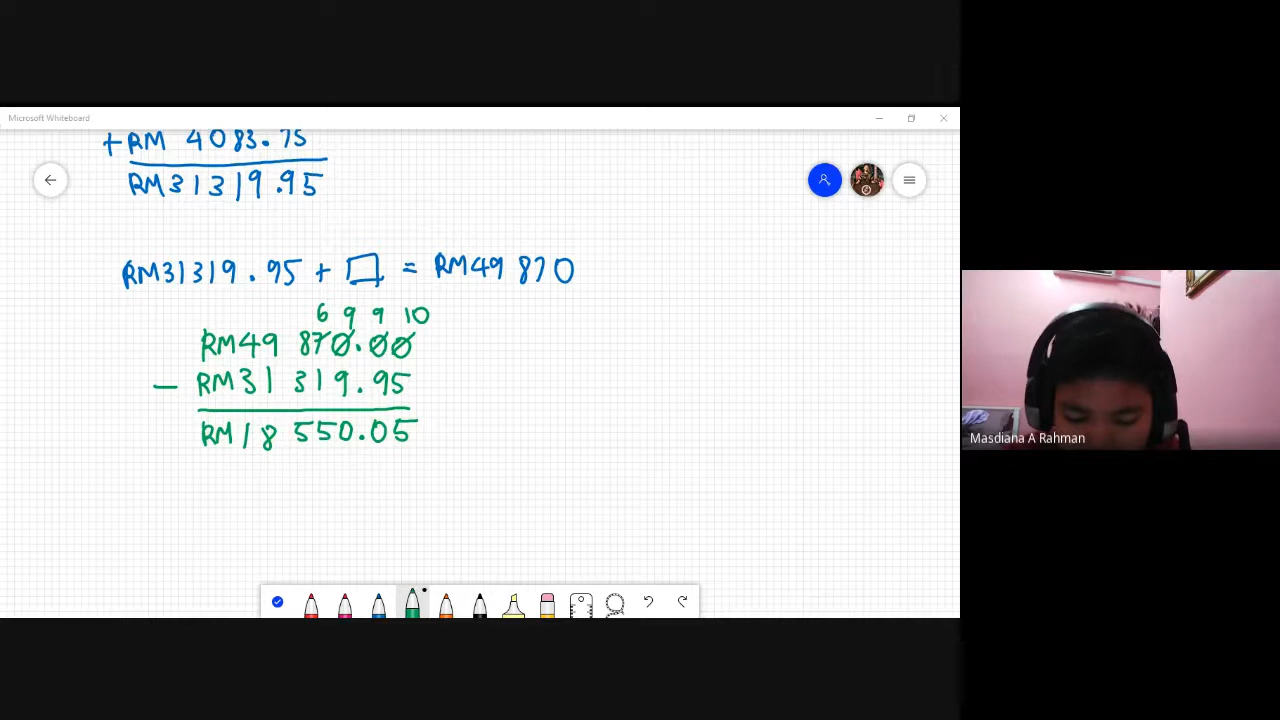 Microsoft Whiteboard
+RM 4083.75
RM31319.95
RM31319.95 + □ = RM49 870
6 9 9 10
RM49 870.00
− RM31 319.95
RM18 550.05
Masdiana A Rahman